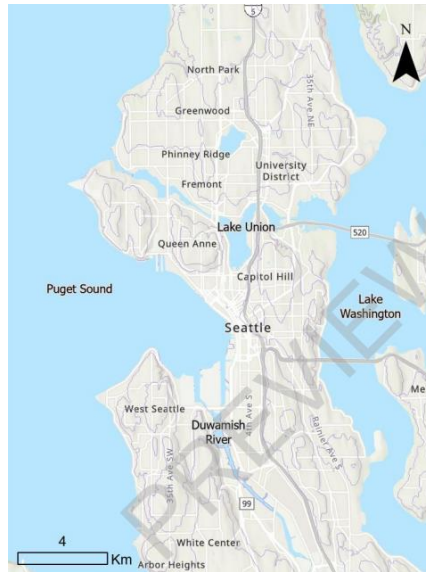 5
N
North Park
35th Ave NE
Greenwood
Phinney Ridge
University
District
Fremont
Lake Union
520
Queen Anne
Capitol Hill
Puget Sound
Lake
Washington
Seattle
Me
West Seattle
4th Ave S
Duwamish
River
Rainier Ave S
35th Ave SW
99
PREVIEW
4
White Center
Km
Arbor Heights